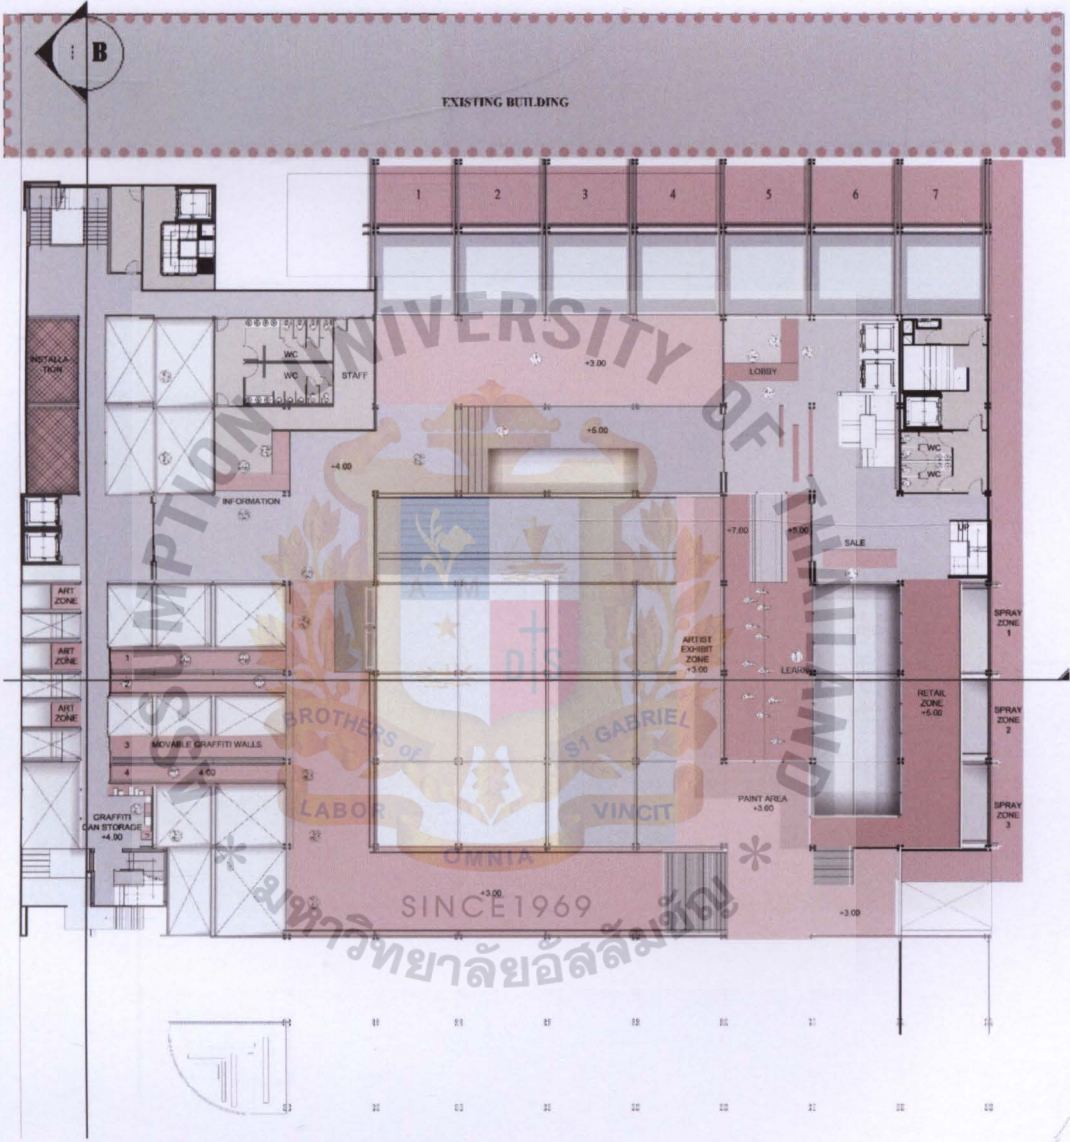 B
EXISTING BUILDING
1 2 3 4 5 6 7
INSTALLA-
TION
WC
WC
STAFF
+3.00
LOBBY
+5.00
+4.00
INFORMATION
WC
WC
UP
+7.00
+5.00
SALE
ART
ZONE
ART
ZONE
ART
ZONE
1
2
3 MOVABLE GRAFFITI WALLS
4 4.00
GRAFFITI
CAN STORAGE
+4.00
ARTIST
EXHIBIT
ZONE
+3.00
LEARN
RETAIL
ZONE
+5.00
SPRAY
ZONE
1
SPRAY
ZONE
2
SPRAY
ZONE
3
PAINT AREA
+3.00
+3.00
+3.00
ASSUMPTION UNIVERSITY OF THAILAND
A M
D S
BROTHERS of ST GABRIEL
LABOR VINCIT
OMNIA
SINCE 1969
* มหาวิทยาลัยอัสสัมชัญ *